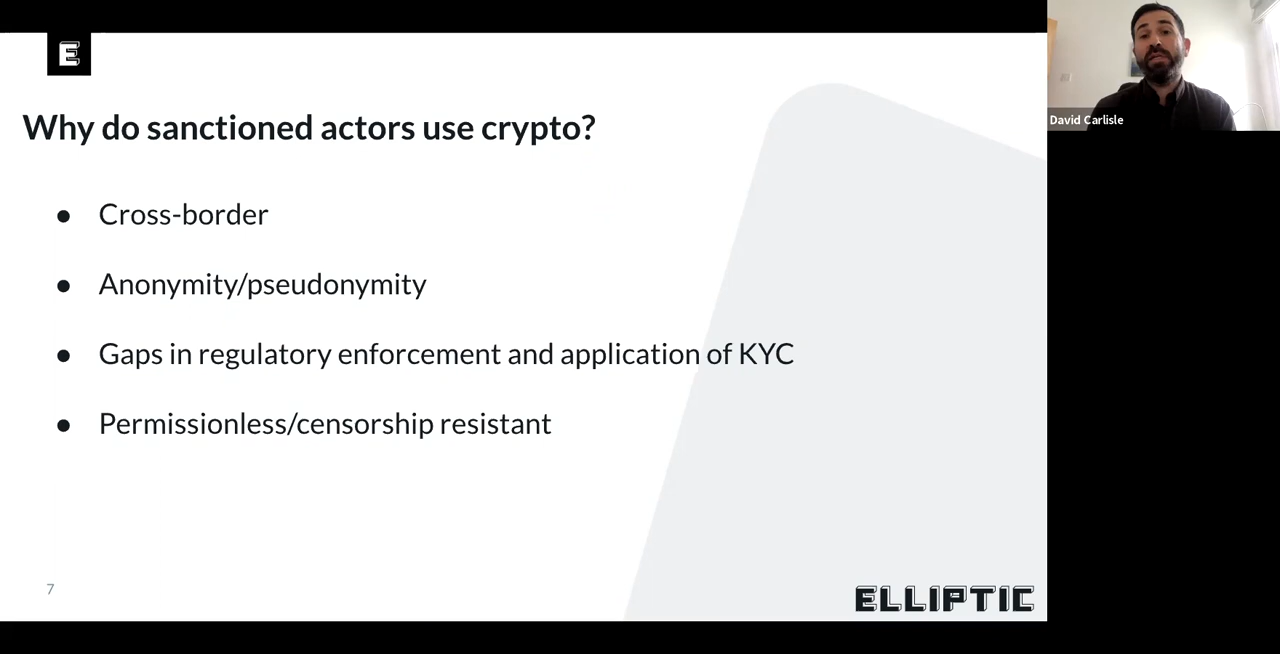 E
Why do sanctioned actors use crypto?
● Cross-border
● Anonymity/pseudonymity
● Gaps in regulatory enforcement and application of KYC
● Permissionless/censorship resistant
7
ELLIPTIC
David Carlisle